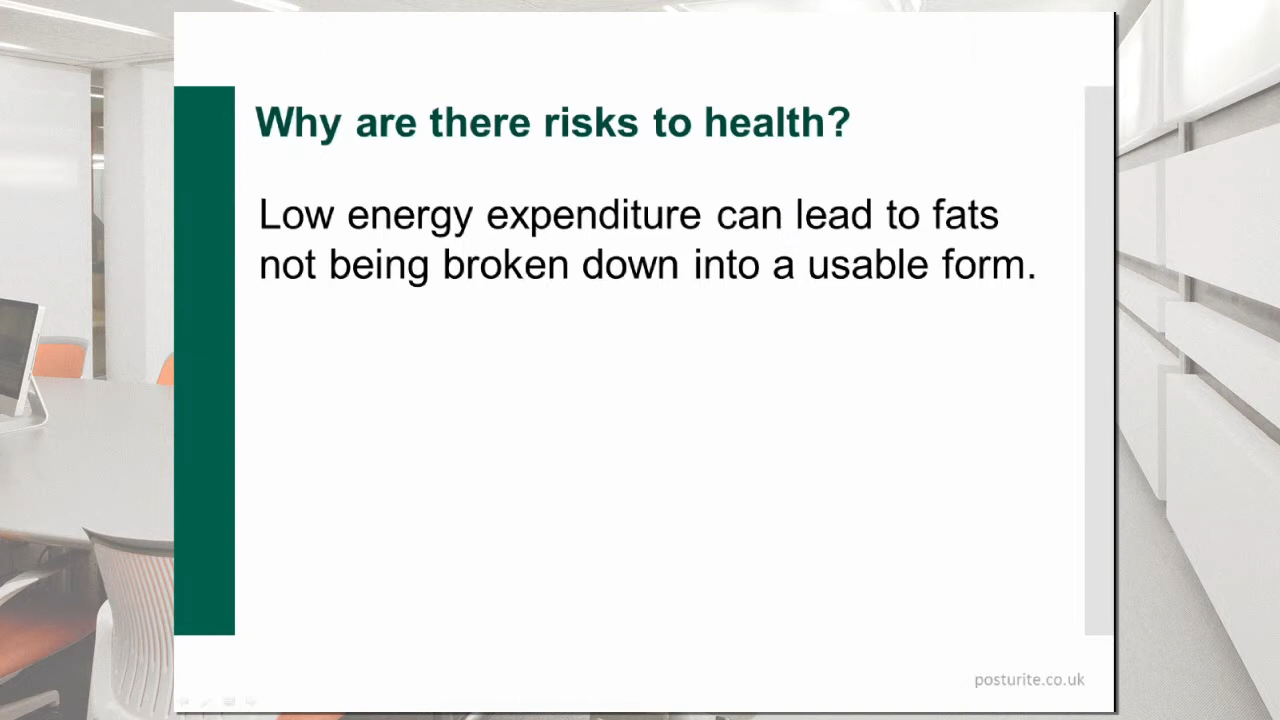 Why are there risks to health?
Low energy expenditure can lead to fats
not being broken down into a usable form.
posturite.co.uk